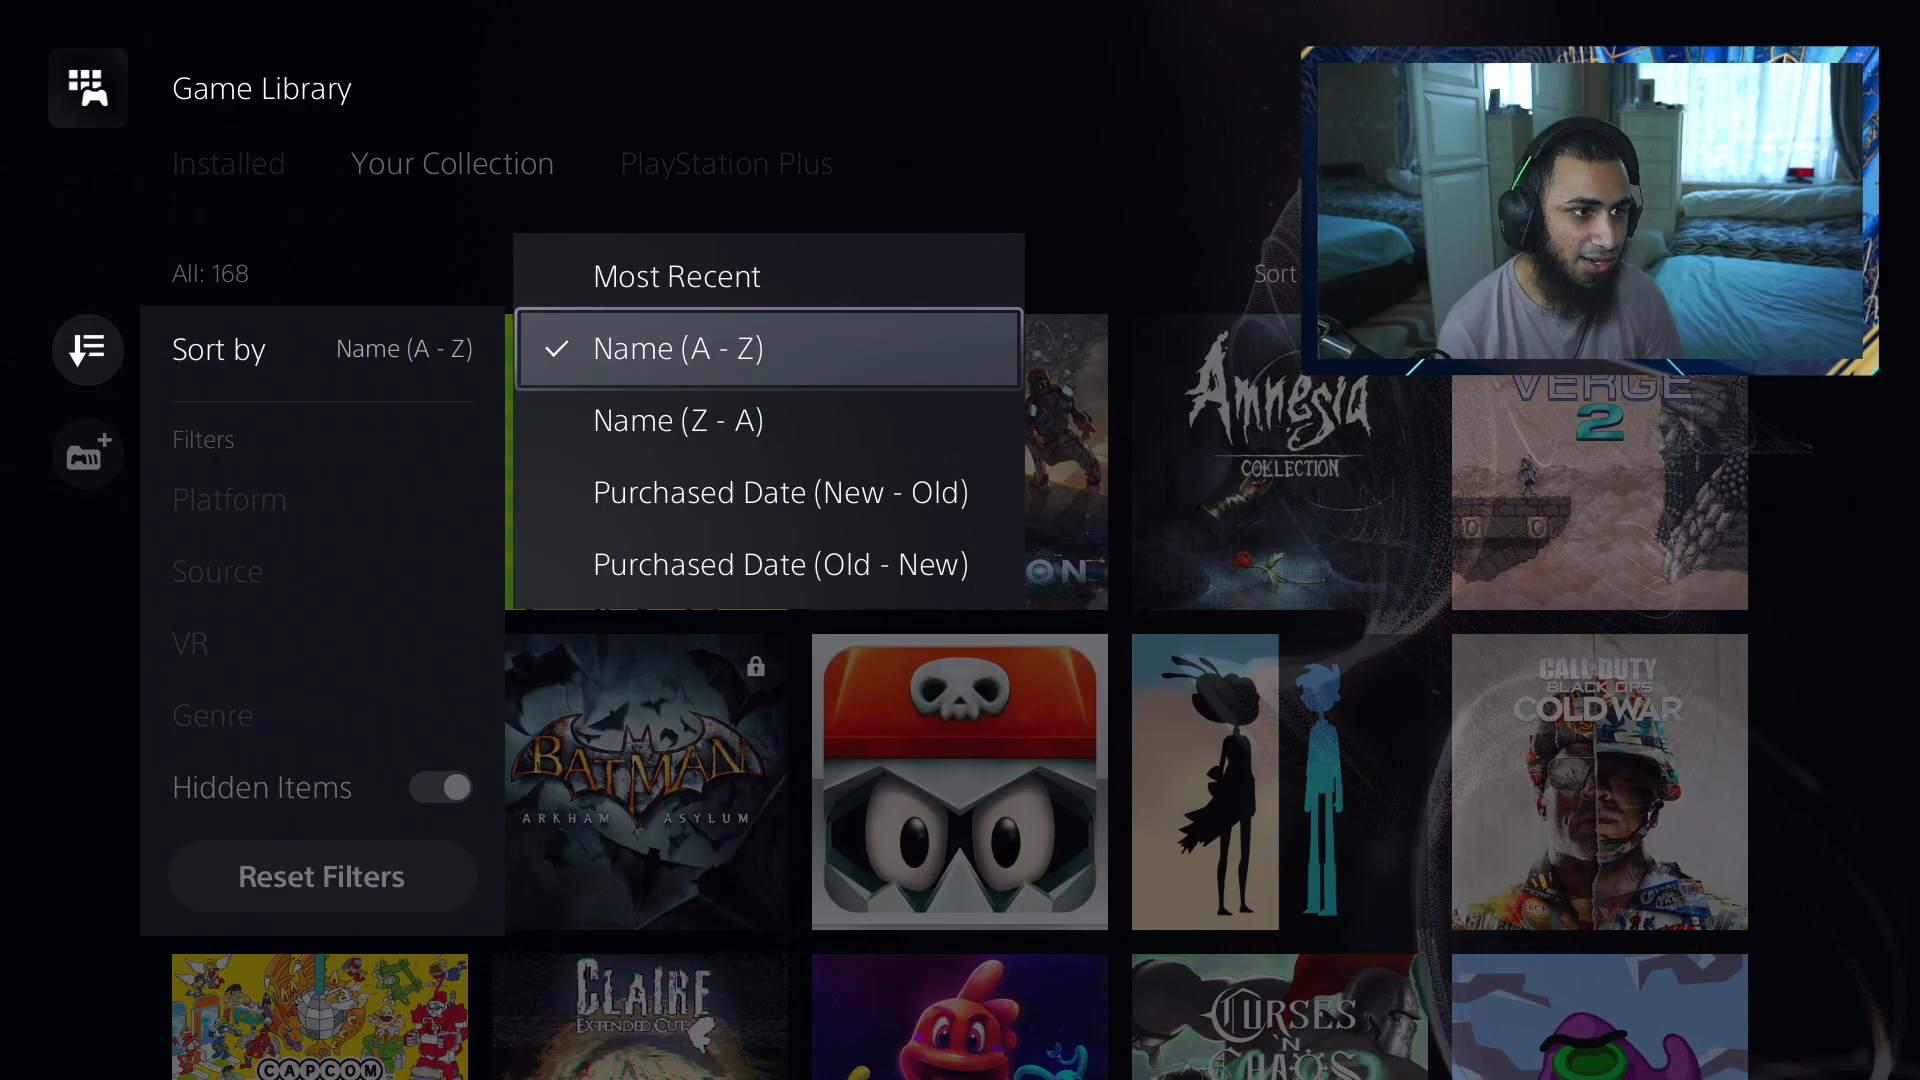 Game Library
Installed
Your Collection
PlayStation Plus
All: 168
Sort
Sort by
Name (A - Z)
Filters
Platform
Source
VR
Genre
Hidden Items
Reset Filters
Most Recent
Name (A - Z)
Name (Z - A)
Purchased Date (New - Old)
Purchased Date (Old - New)
ON
Amnesia
COLLECTION
VERGE
2
BATMAN
ARKHAM ASYLUM
CALL OF DUTY
BLACK OPS
COLD WAR
CAPCOM
CLAIRE
EXTENDED CUT
CURSES
'N
CHAOS